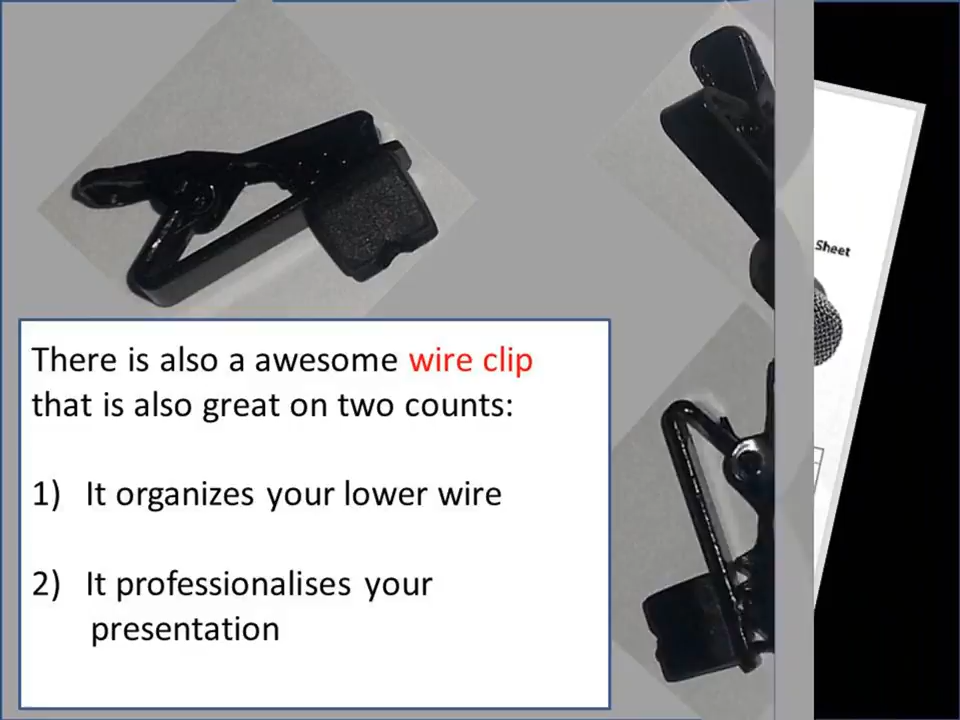 There is also a awesome wire clip
that is also great on two counts:
1) It organizes your lower wire
2) It professionalises your
presentation
Sheet